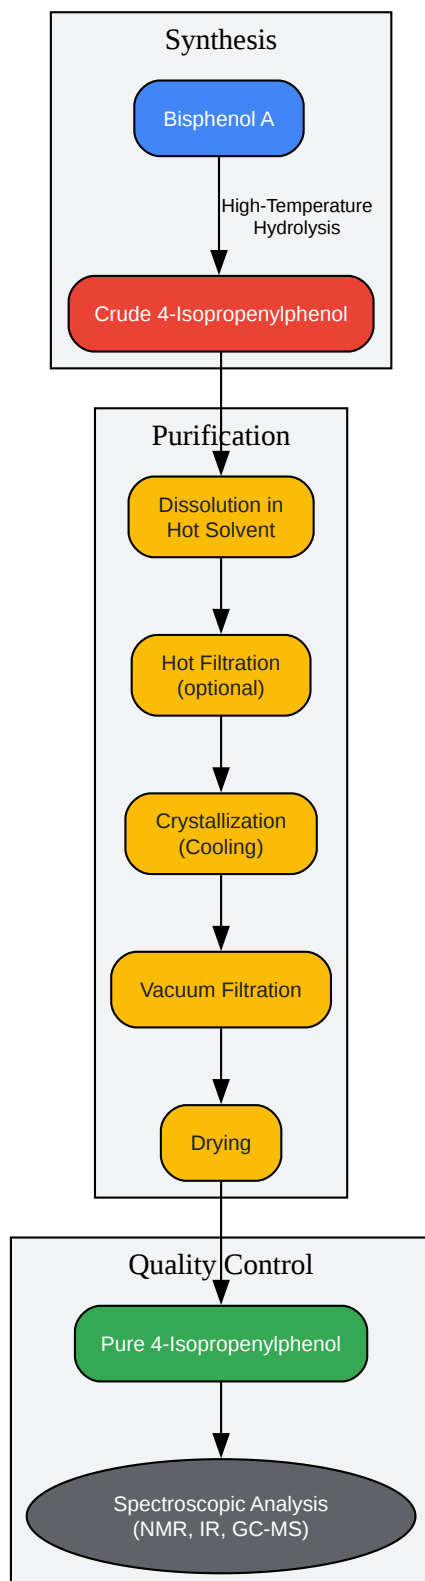 Synthesis
Bisphenol A
High-Temperature
Hydrolysis
Crude 4-Isopropenylphenol
Purification
Dissolution in
Hot Solvent
Hot Filtration
(optional)
Crystallization
(Cooling)
Vacuum Filtration
Drying
Quality Control
Pure 4-Isopropenylphenol
Spectroscopic Analysis
(NMR, IR, GC-MS)